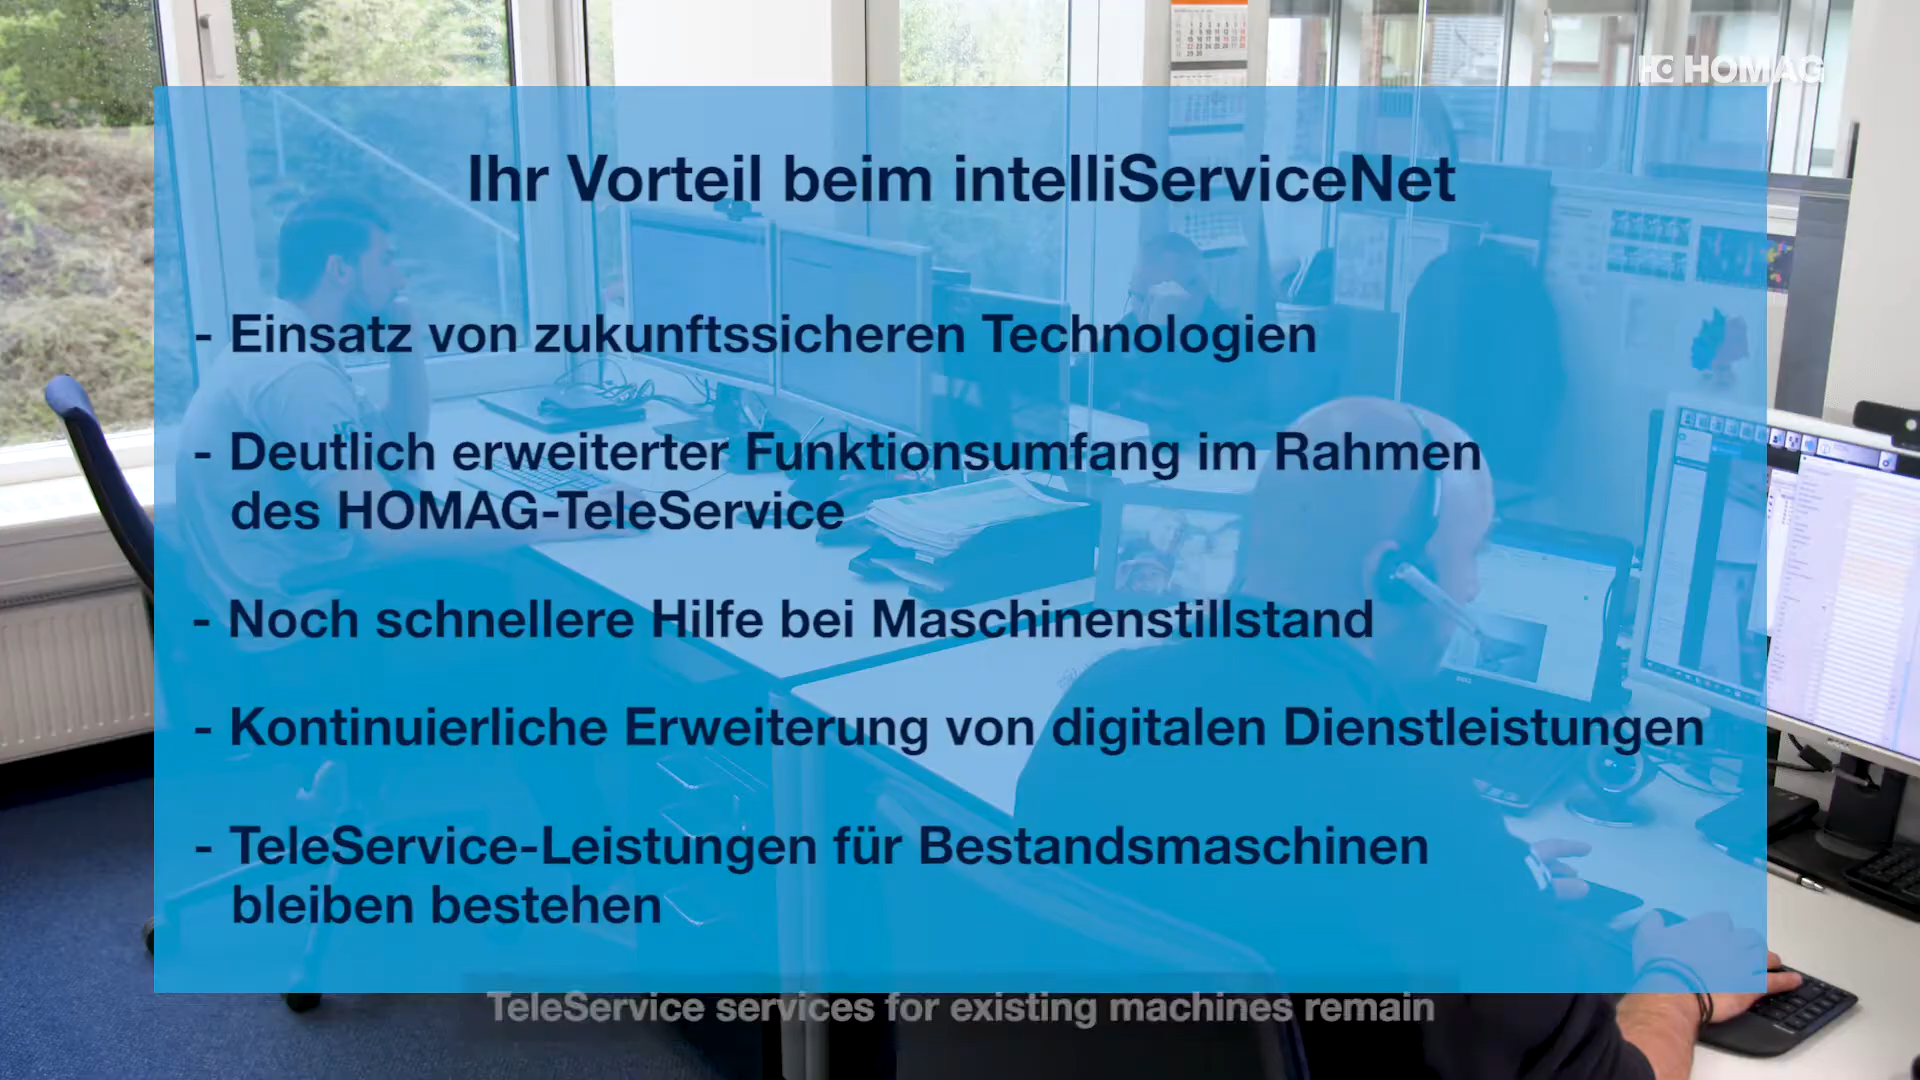 HOMAG
Ihr Vorteil beim intelliServiceNet
- Einsatz von zukunftssicheren Technologien
- Deutlich erweiterter Funktionsumfang im Rahmen
des HOMAG-TeleService
- Noch schnellere Hilfe bei Maschinenstillstand
- Kontinuierliche Erweiterung von digitalen Dienstleistungen
- TeleService-Leistungen für Bestandsmaschinen
bleiben bestehen
TeleService services for existing machines remain